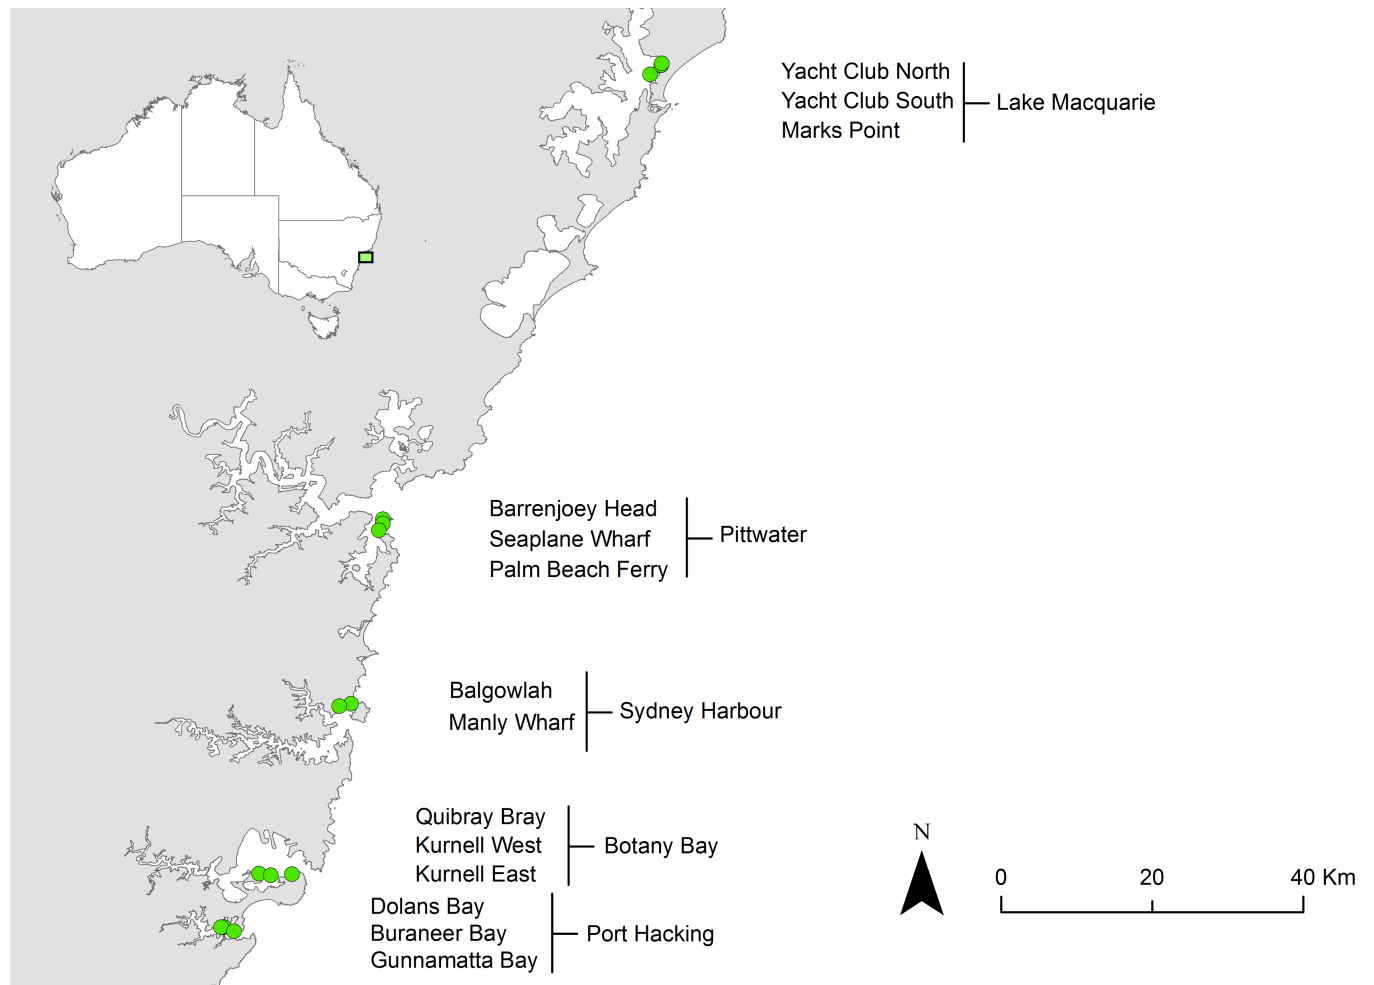 Yacht Club North
Yacht Club South
Marks Point
Lake Macquarie
Barrenjoey Head
Seaplane Wharf
Palm Beach Ferry
Pittwater
Balgowlah
Manly Wharf
Sydney Harbour
Quibray Bray
Kurnell West
Kurnell East
Botany Bay
Dolans Bay
Buraneer Bay
Gunnamatta Bay
Port Hacking
N
0 20 40 Km